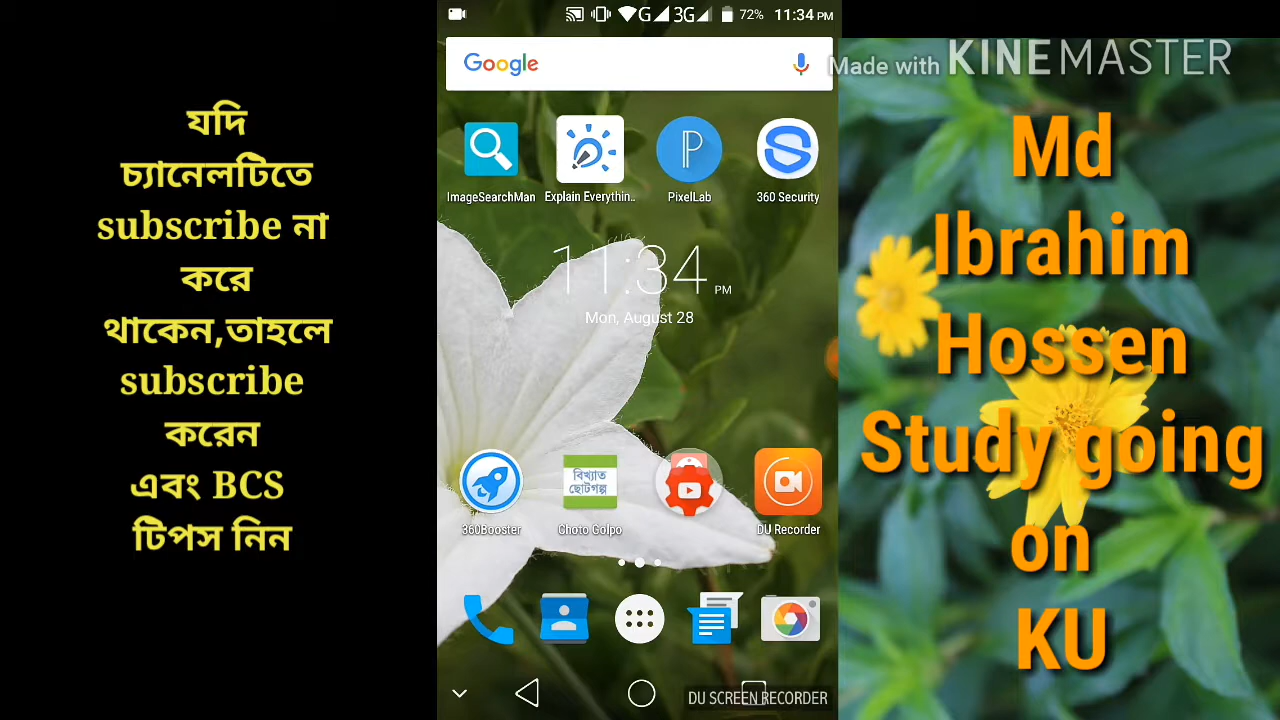 যদি
চ্যানেলটিতে
subscribe না
করে
থাকেন,তাহলে
subscribe
করেন
এবং BCS
টিপস নিন
G 3G 72% 11:34 PM
Google
ImageSearchMan Explain Everythin.. PixelLab 360 Security
11:34 PM
Mon, August 28
বিখ্যাত
ছোটগল্প
360Booster Choto Golpo DU Recorder
DU SCREEN RECORDER
Made with KINEMASTER
Md
Ibrahim
Hossen
Study going
on
KU